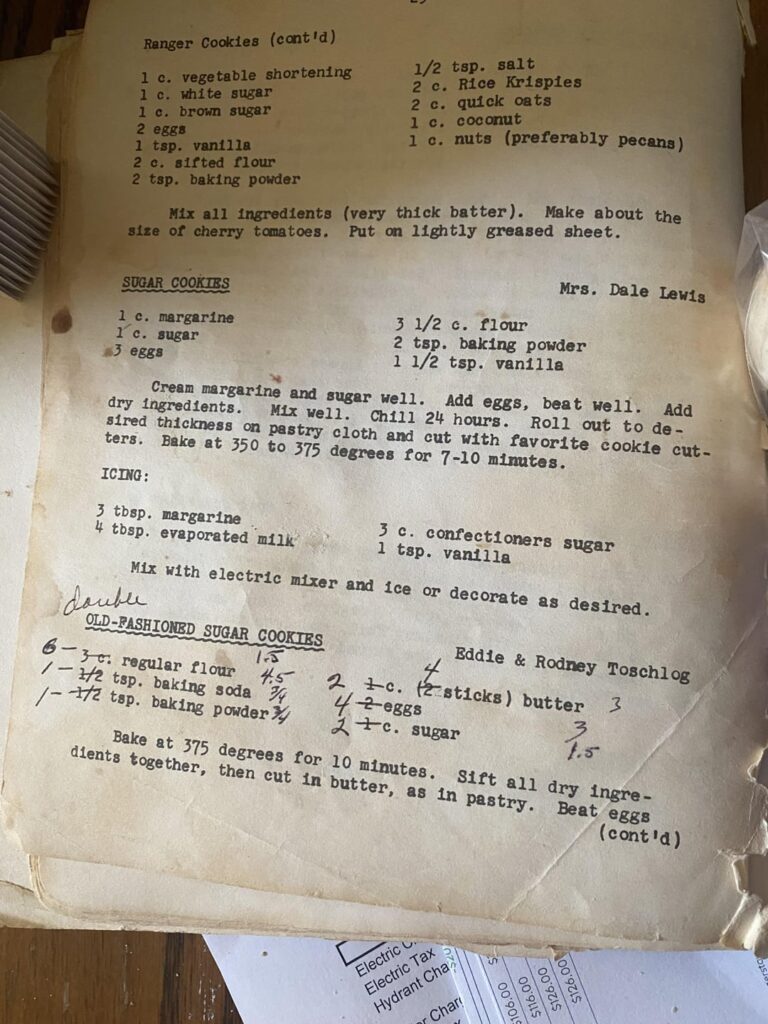 Ranger Cookies (cont'd)
1 c. vegetable shortening
1 c. white sugar
1 c. brown sugar
2 eggs
1 tsp. vanilla
2 c. sifted flour
2 tsp. baking powder
1/2 tsp. salt
2 c. Rice Krispies
2 c. quick oats
1 c. coconut
1 c. nuts (preferably pecans)
Mix all ingredients (very thick batter). Make about the
size of cherry tomatoes. Put on lightly greased sheet.
SUGAR COOKIES
Mrs. Dale Lewis
1 c. margarine
1 c. sugar
3 eggs
3 1/2 c. flour
2 tsp. baking powder
1 1/2 tsp. vanilla
Cream margarine and sugar well. Add eggs, beat well. Add
dry ingredients. Mix well. Chill 24 hours. Roll out to de-
sired thickness on pastry cloth and cut with favorite cookie cut-
ters. Bake at 350 to 375 degrees for 7-10 minutes.
ICING:
3 tbsp. margarine
4 tbsp. evaporated milk
3 c. confectioners sugar
1 tsp. vanilla
Mix with electric mixer and ice or decorate as desired.
double
OLD-FASHIONED SUGAR COOKIES
Eddie & Rodney Toschlog
6 - 3 c. regular flour 1.5
1 - 1/2 tsp. baking soda 4.5 3/4
1 - 1/2 tsp. baking powder 3/4
4
2 1 c. (2 sticks) butter 3
4 2 eggs 3
2 1 c. sugar 1.5
Bake at 375 degrees for 10 minutes. Sift all dry ingre-
dients together, then cut in butter, as in pastry. Beat eggs
(cont'd)
Electric
Electric Tax
Hydrant Cha
$106.00
$116.00
$126.00
$126.00